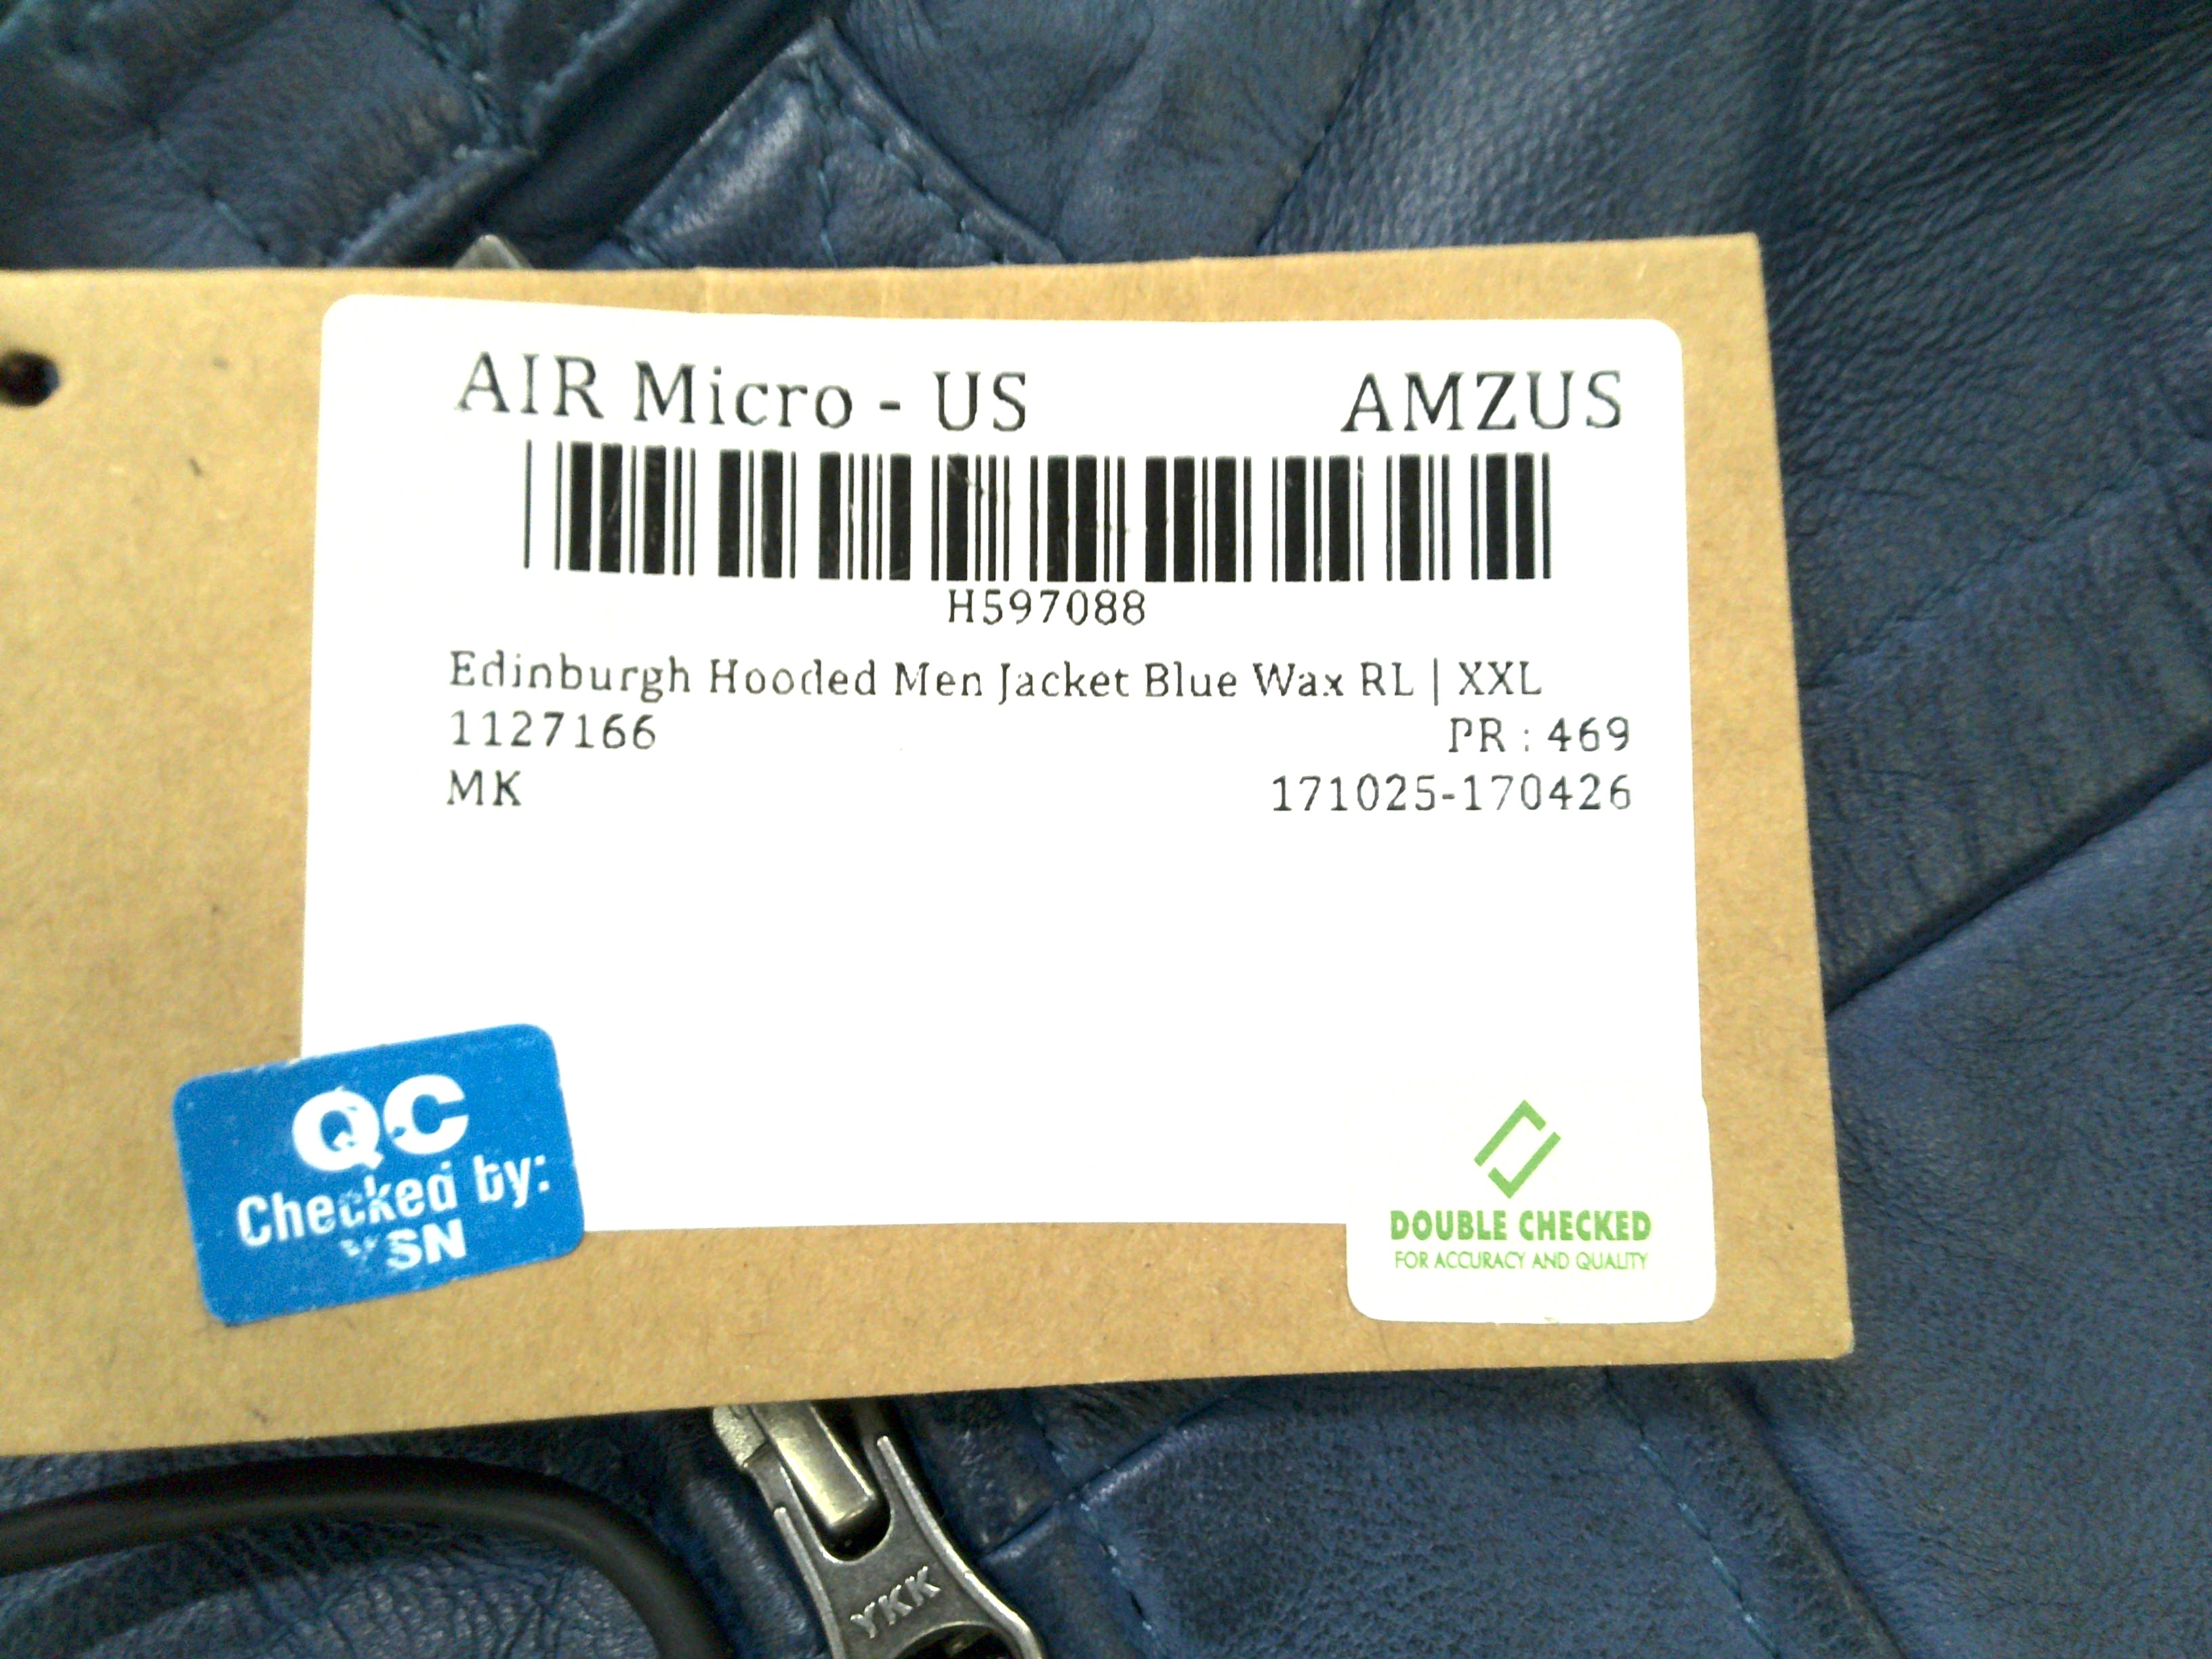 AIR Micro - US AMZUS
H597088
Edinburgh Hooded Men Jacket Blue Wax RL | XXL
1127166 PR : 469
MK 171025-170426
QC
Checked by:
SN
DOUBLE CHECKED
FOR ACCURACY AND QUALITY
YKK